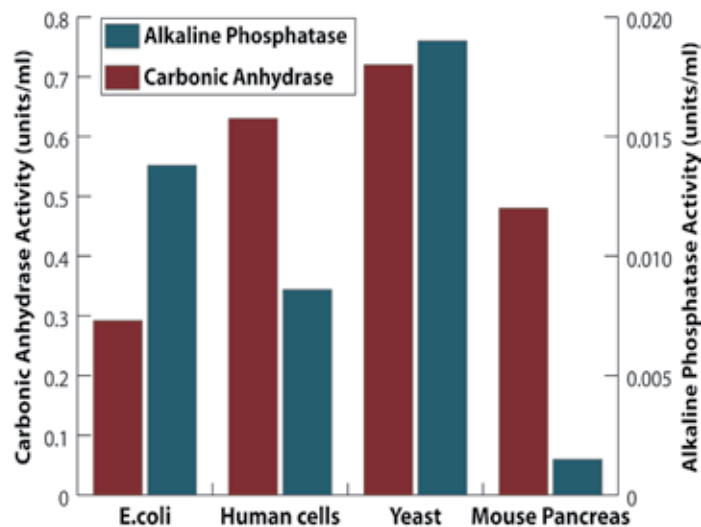 Alkaline Phosphatase
Carbonic Anhydrase
Carbonic Anhydrase Activity (units/ml)
0.8
0.7
0.6
0.5
0.4
0.3
0.2
0.1
0
0.020
0.015
0.010
0.005
0
Alkaline Phosphatase Activity (units/ml)
E.coli Human cells Yeast Mouse Pancreas